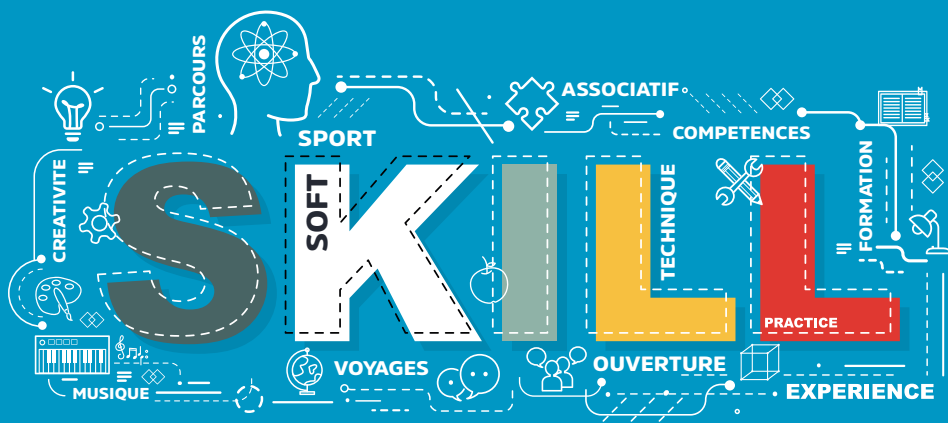 PARCOURS
ASSOCIATIF
SPORT
COMPETENCES
CREATIVITE
SKILL
SOFT
TECHNIQUE
FORMATION
PRACTICE
VOYAGES
OUVERTURE
MUSIQUE
EXPERIENCE